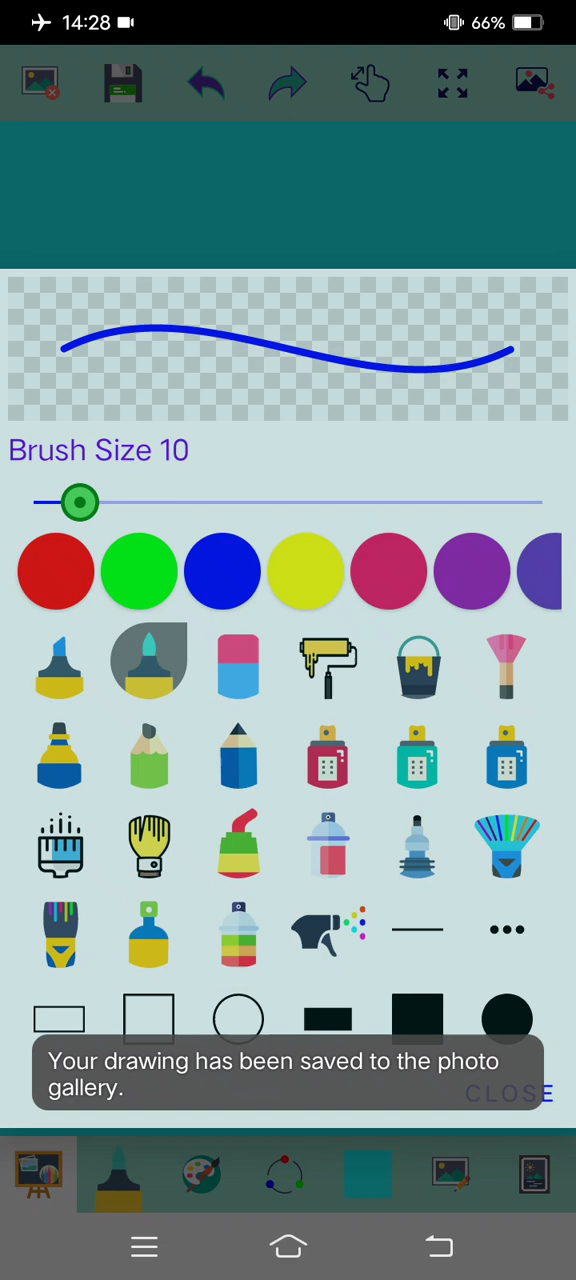 14:28
66%
Brush Size 10
Your drawing has been saved to the photo
gallery.
CLOSE